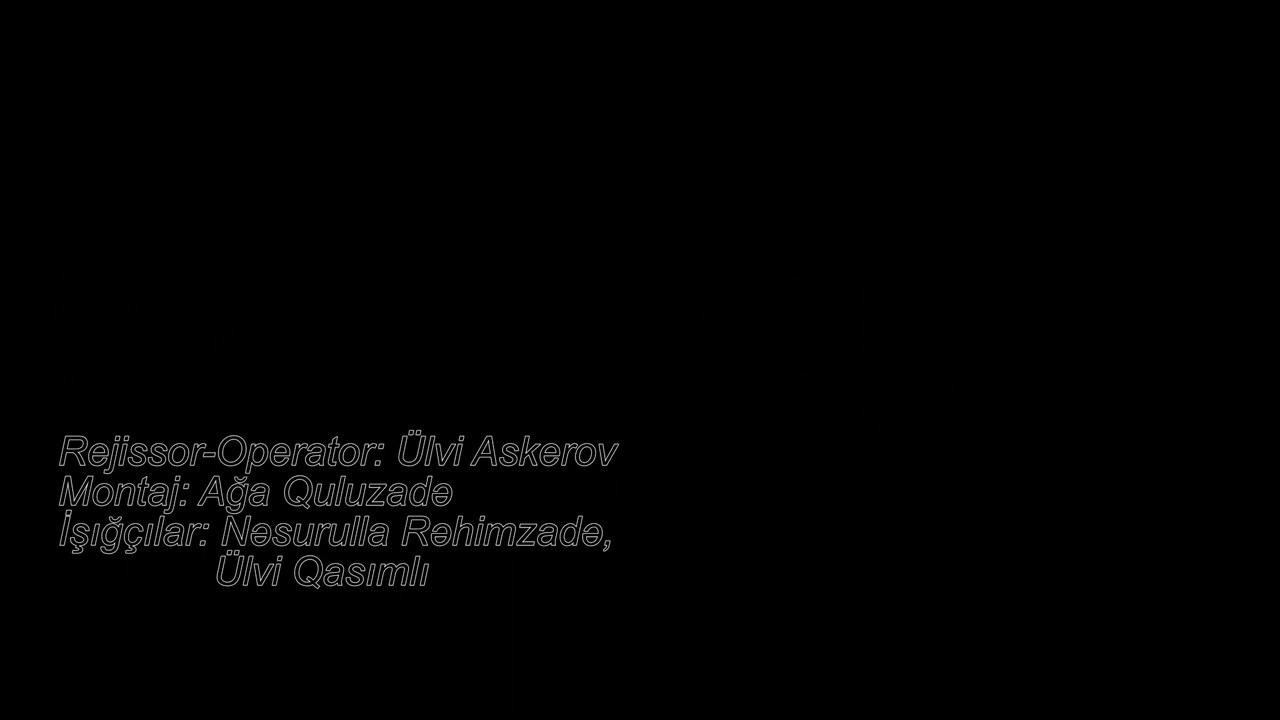 Rejissor-Operator: Ülvi Askerov
Montaj: Ağa Quluzadə
İşığçılar: Nəsurulla Rəhimzadə,
Ülvi Qasımlı